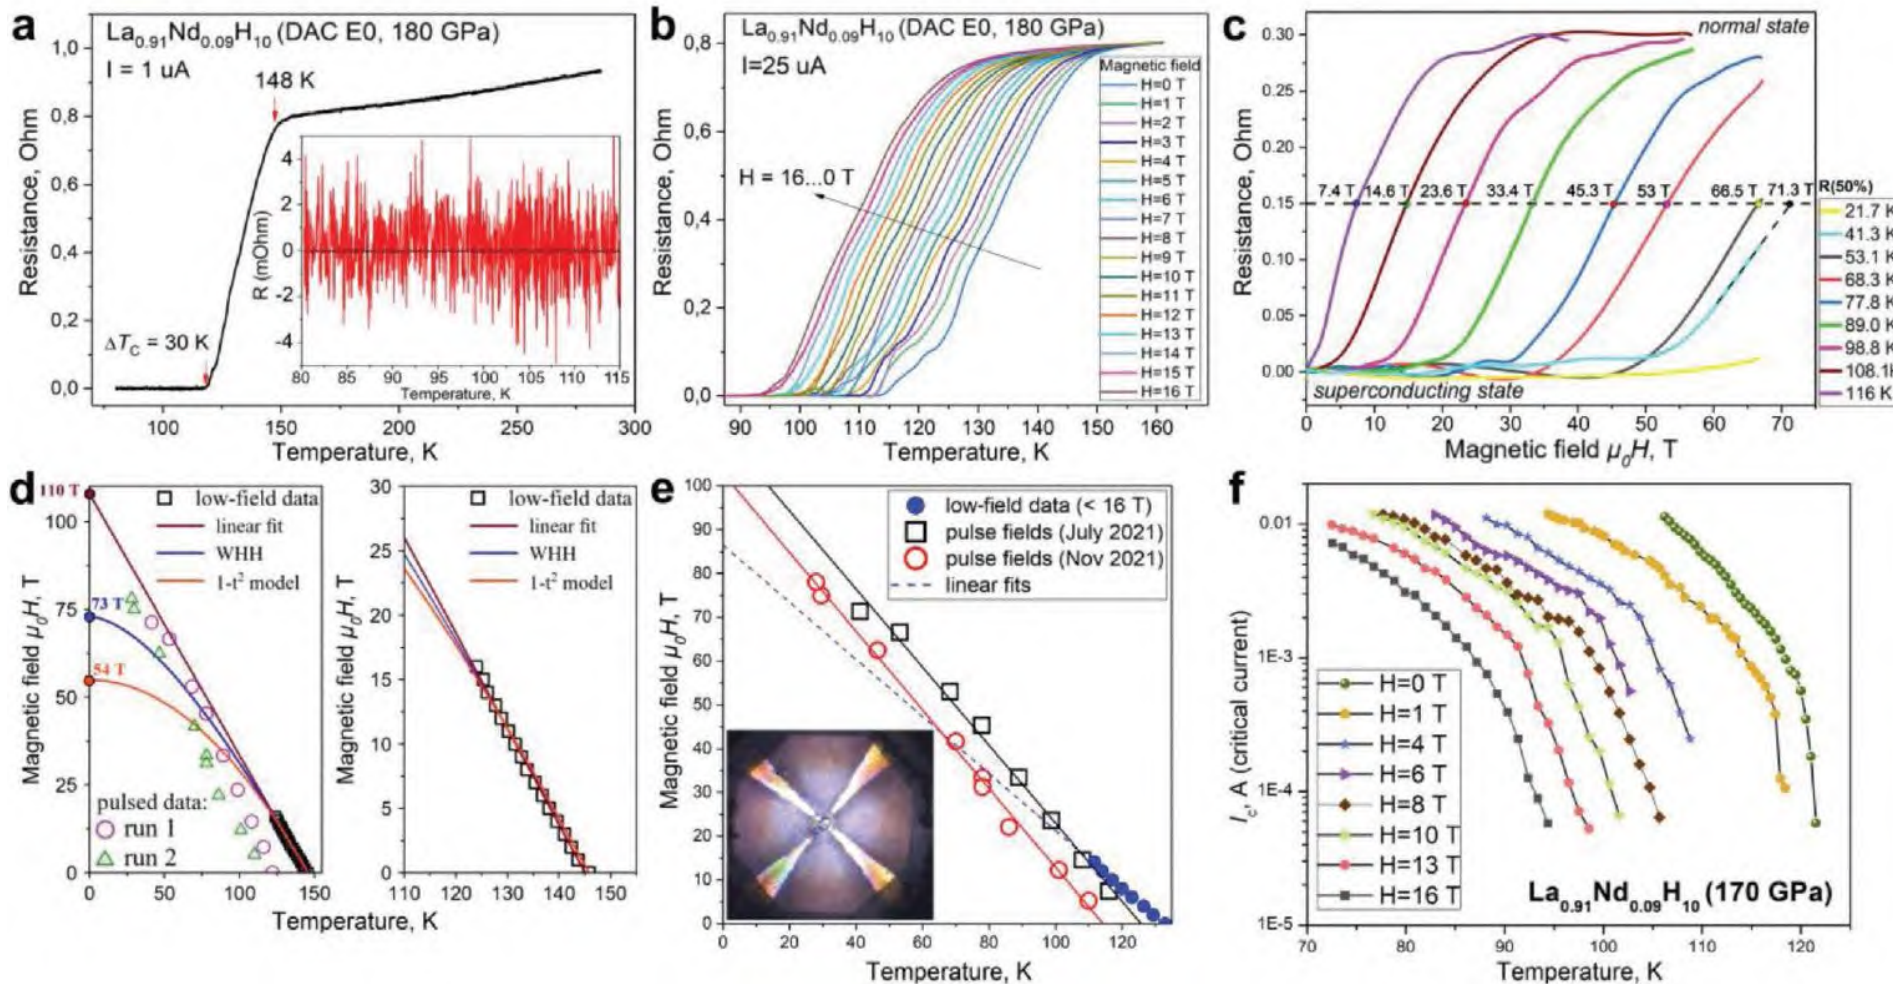 a
La0.91Nd0.09H10 (DAC E0, 180 GPa)
I = 1 uA
148 K
ΔTC = 30 K
1,0
0,8
0,6
0,4
0,2
0,0
Resistance, Ohm
100
150
200
250
300
Temperature, K
4
2
0
-2
-4
R (mOhm)
80
85
90
95
100
105
110
115
Temperature, K
b
La0.91Nd0.09H10 (DAC E0, 180 GPa)
I=25 uA
H = 16...0 T
0,8
0,6
0,4
0,2
0,0
Resistance, Ohm
90
100
110
120
130
140
150
160
Temperature, K
Magnetic field
H=0 T
H=1 T
H=2 T
H=3 T
H=4 T
H=5 T
H=6 T
H=7 T
H=8 T
H=9 T
H=10 T
H=11 T
H=12 T
H=13 T
H=14 T
H=15 T
H=16 T
c
normal state
superconducting state
0.30
0.25
0.20
0.15
0.10
0.05
0.00
Resistance, Ohm
7.4 T
14.6 T
23.6 T
33.4 T
45.3 T
53 T
66.5 T
71.3 T
0
10
20
30
40
50
60
70
Magnetic field μ0H, T
R(50%)
21.7 K
41.3 K
53.1 K
68.3 K
77.8 K
89.0 K
98.8 K
108.1K
116 K
d
110 T
73 T
54 T
100
75
50
25
0
Magnetic field μ0H, T
low-field data
linear fit
WHH
1-t² model
pulsed data:
run 1
run 2
0
50
100
150
Temperature, K
30
25
20
15
10
5
0
Magnetic field μ0H, T
low-field data
linear fit
WHH
1-t² model
110
120
130
140
150
e
100
90
80
70
60
50
40
30
20
10
0
Magnetic field μ0H, T
low-field data (< 16 T)
pulse fields (July 2021)
pulse fields (Nov 2021)
linear fits
0
20
40
60
80
100
120
Temperature, K
f
0.01
1E-3
1E-4
1E-5
Ic, A (critical current)
H=0 T
H=1 T
H=4 T
H=6 T
H=8 T
H=10 T
H=13 T
H=16 T
La0.91Nd0.09H10 (170 GPa)
70
80
90
100
110
120
Temperature, K